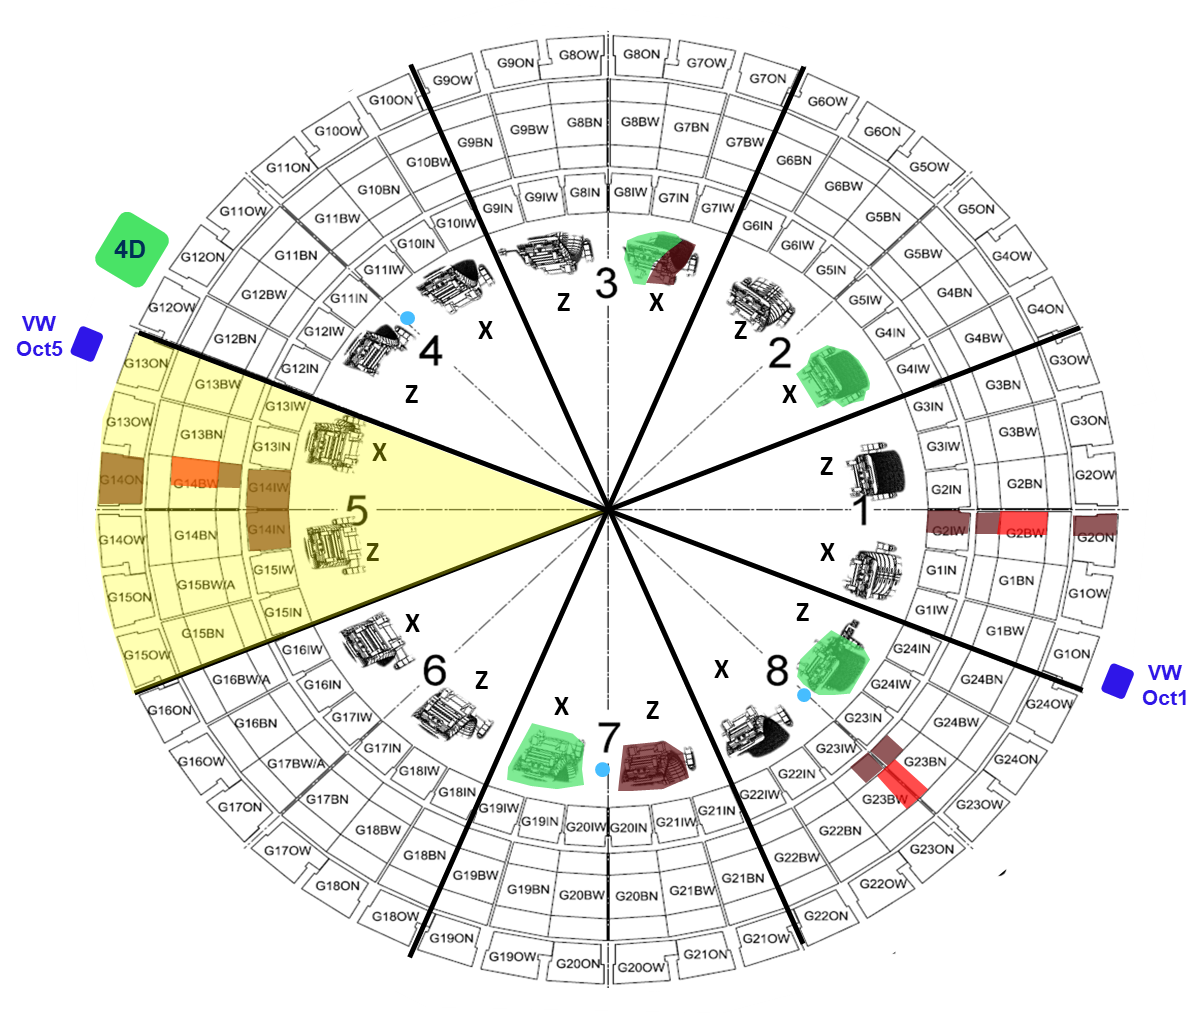 G9OW G9ON G8OW G8ON G7OW G7ON
G10ON G6OW
G10OW G6ON
G11ON G5OW
G11OW G5ON
G12ON G4OW
G12OW G4ON
G13ON G3OW
G13OW G3ON
G14ON G2OW
G14OW G2ON
G15ON G1OW
G15OW G1ON
G16ON G24OW
G16OW G24ON
G17ON G23OW
G17OW G23ON
G18ON G22OW
G18OW G22ON
G19ON G19OW G20ON G20OW G21ON G21OW
G9BN G9BW G8BN G8BW G7BN G7BW
G10BW G6BN
G10BN G6BW
G11BW G5BN
G11BN G5BW
G12BW G4BN
G12BN G4BW
G13BW G3BN
G13BN G3BW
G14BW G2BN
G14BN G2BW
G15BW/A G1BN
G15BN G1BW
G16BW/A G24BN
G16BN G24BW
G17BW/A G23BN
G17BN G23BW
G18BW G22BN
G18BN G22BW
G19BW G19BN G20BW G20BN G21BW G21BN
G9IN G9IW G8IN G8IW G7IN G7IW
G10IW G6IN
G10IN G6IW
G11IW G5IN
G11IN G5IW
G12IW G4IN
G12IN G4IW
G13IW G3IN
G13IN G3IW
G14IW G2IN
G14IN G2IW
G15IW G1IN
G15IN G1IW
G16IW G24IN
G16IN G24IW
G17IW G23IN
G17IN G23IW
G18IW G22IN
G18IN G22IW
G19IW G19IN G20IW G20IN G21IW G21IN
4D
VW
Oct5
VW
Oct1
Z 3 X
X 4 Z
Z 2 X
X 5 Z
Z 1 X
X 6 Z
Z 8 X
X 7 Z